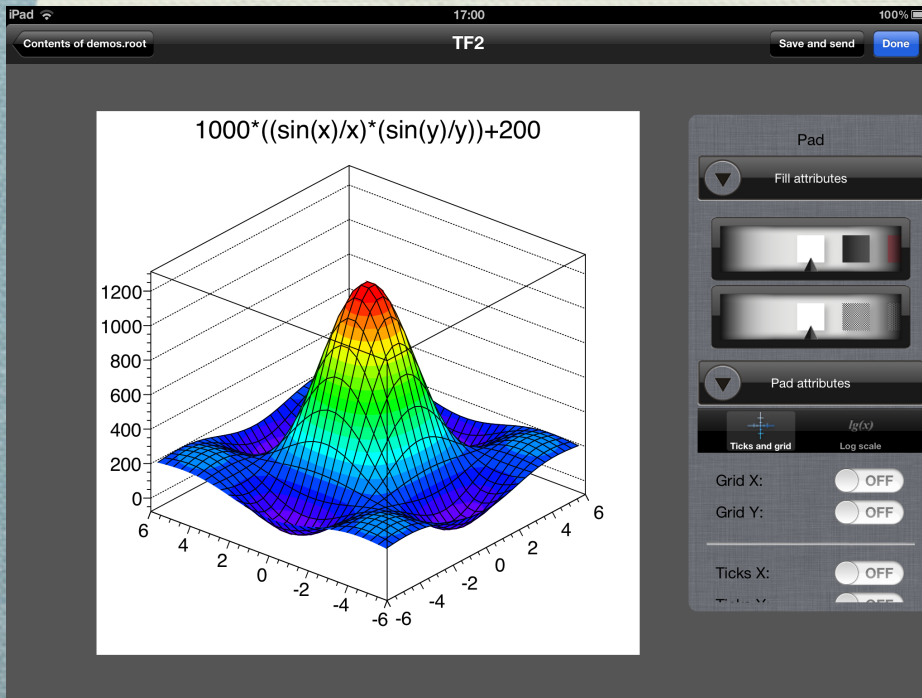 iPad 17:00 100%
Contents of demos.root TF2 Save and send Done
1000*((sin(x)/x)*(sin(y)/y))+200
1200
1000
800
600
400
200
0
6 4 2 0 -2 -4 -6
-6 -4 -2 0 2 4 6
Pad
Fill attributes
Pad attributes
lg(x)
Ticks and grid Log scale
Grid X: OFF
Grid Y: OFF
Ticks X: OFF